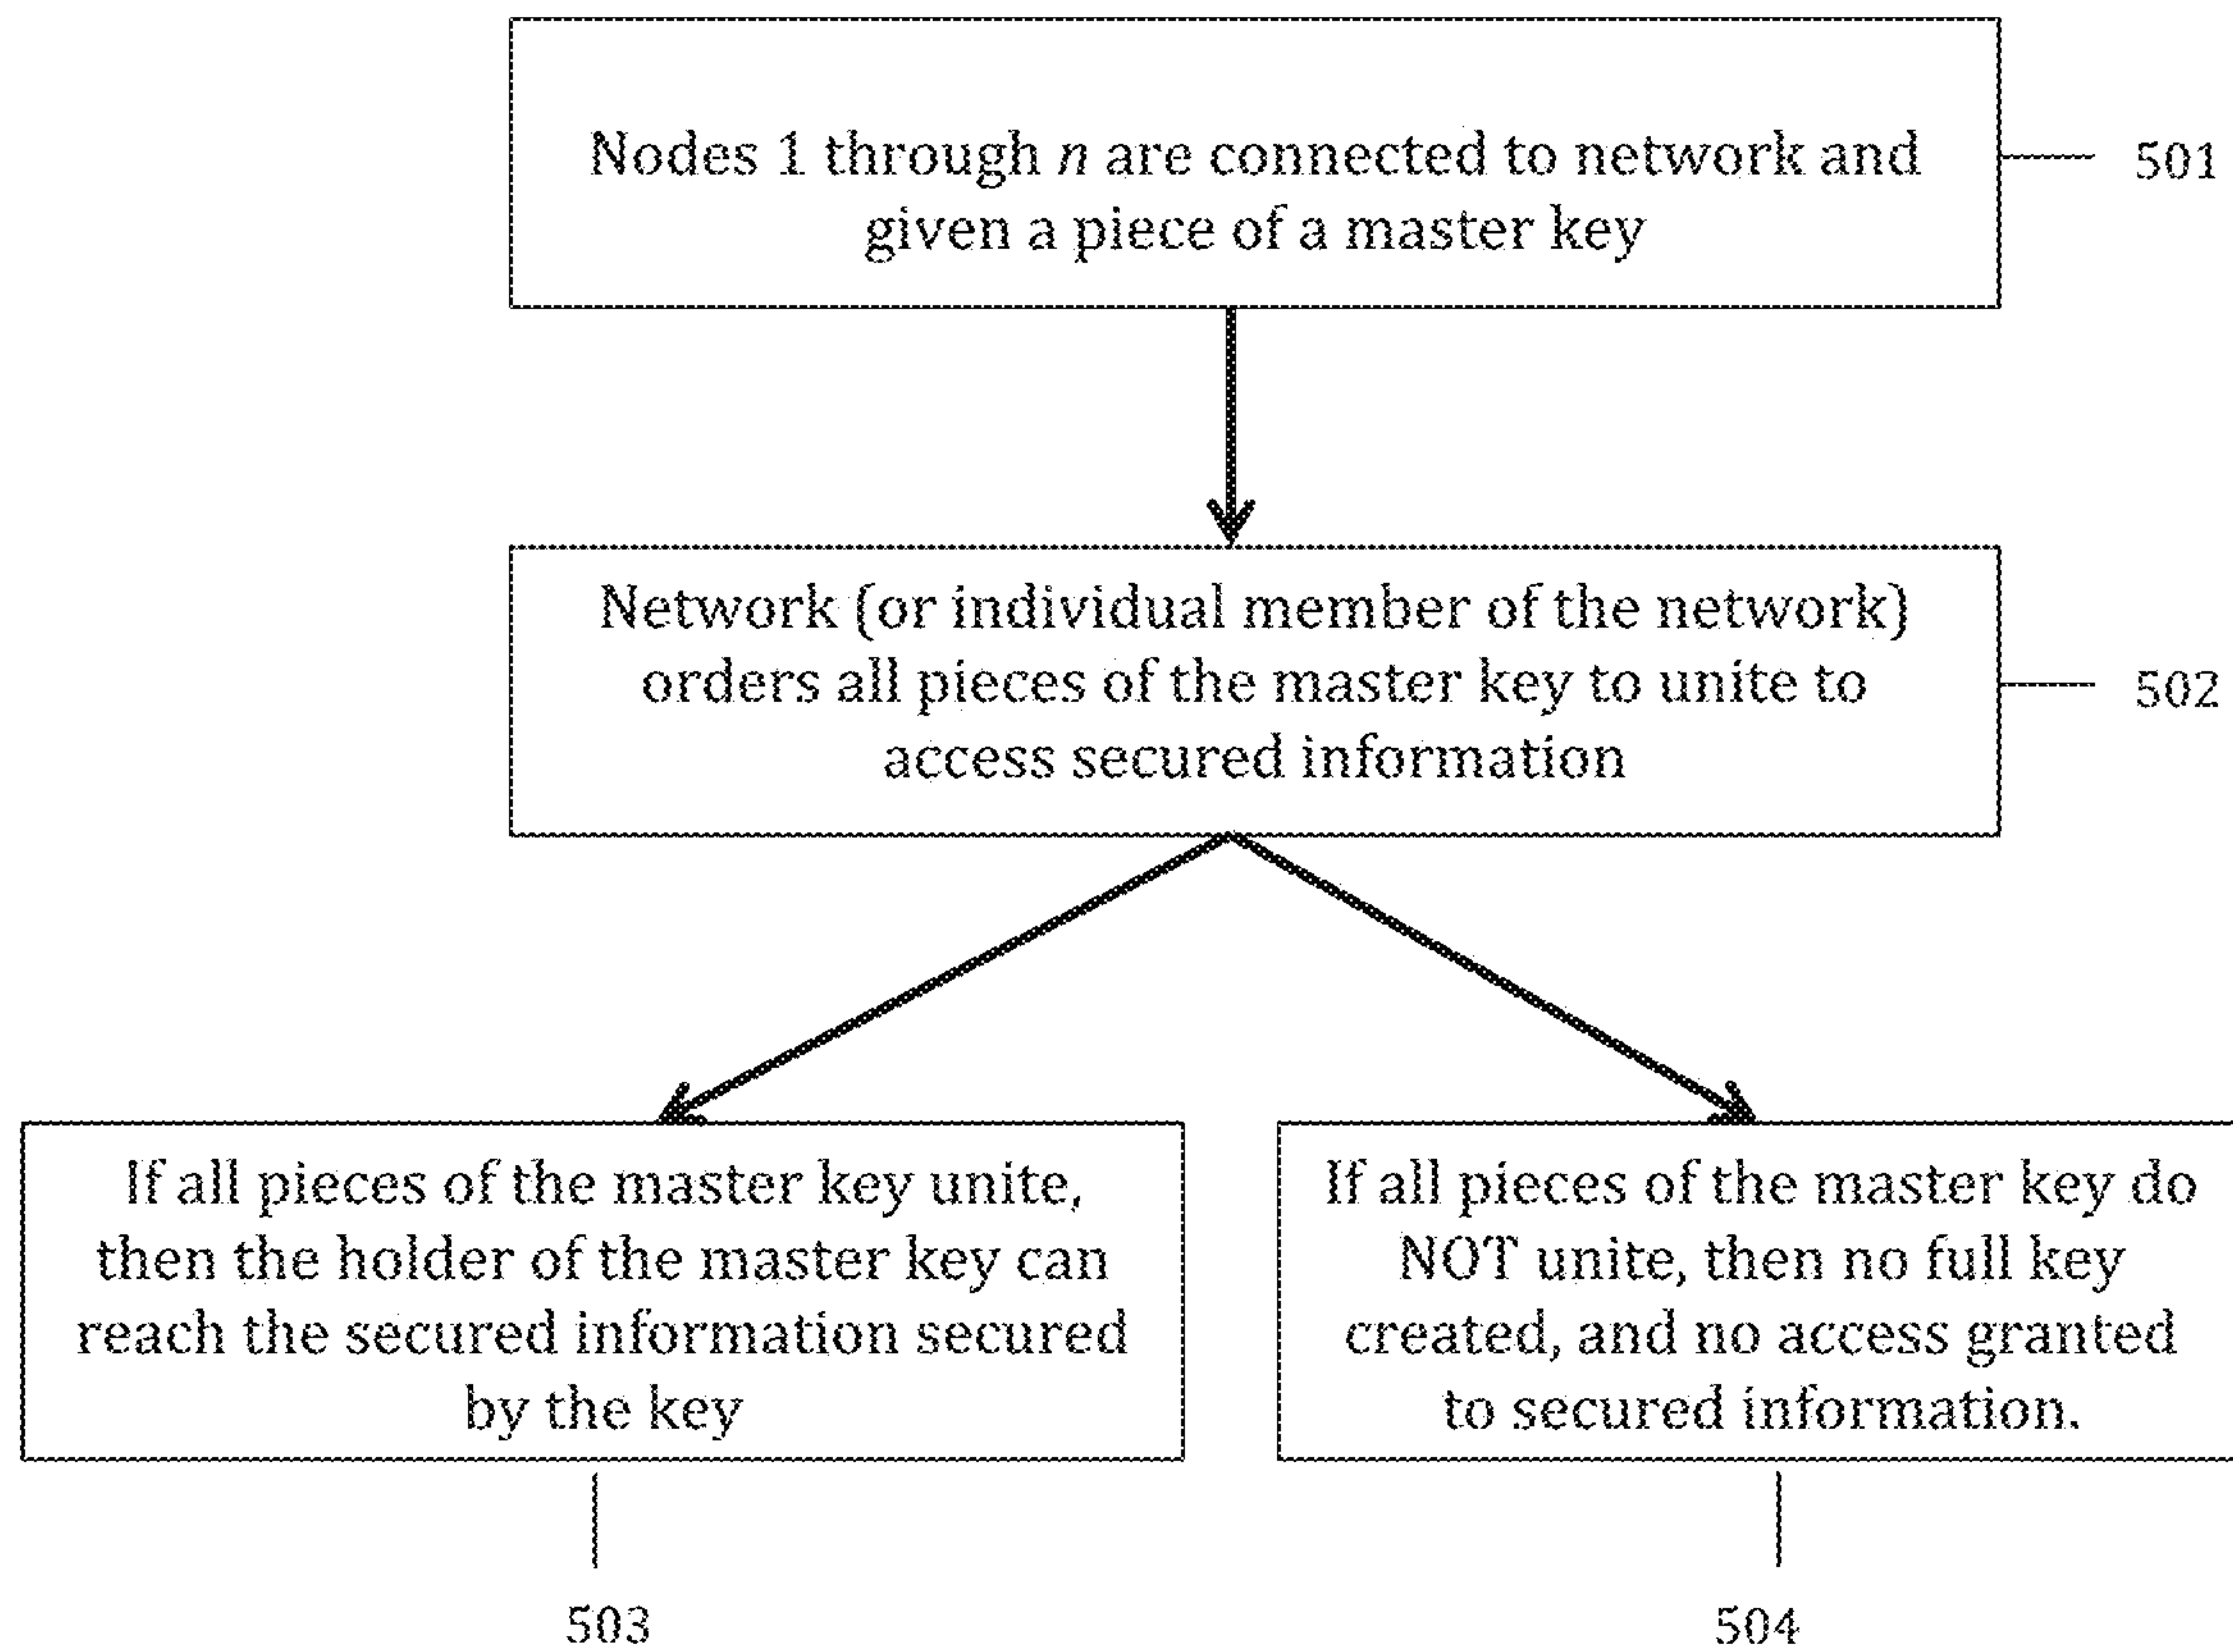 Nodes 1 through n are connected to network and
given a piece of a master key
501
Network (or individual member of the network)
orders all pieces of the master key to unite to
access secured information
502
If all pieces of the master key unite,
then the holder of the master key can
reach the secured information secured
by the key
503
If all pieces of the master key do
NOT unite, then no full key
created, and no access granted
to secured information.
504